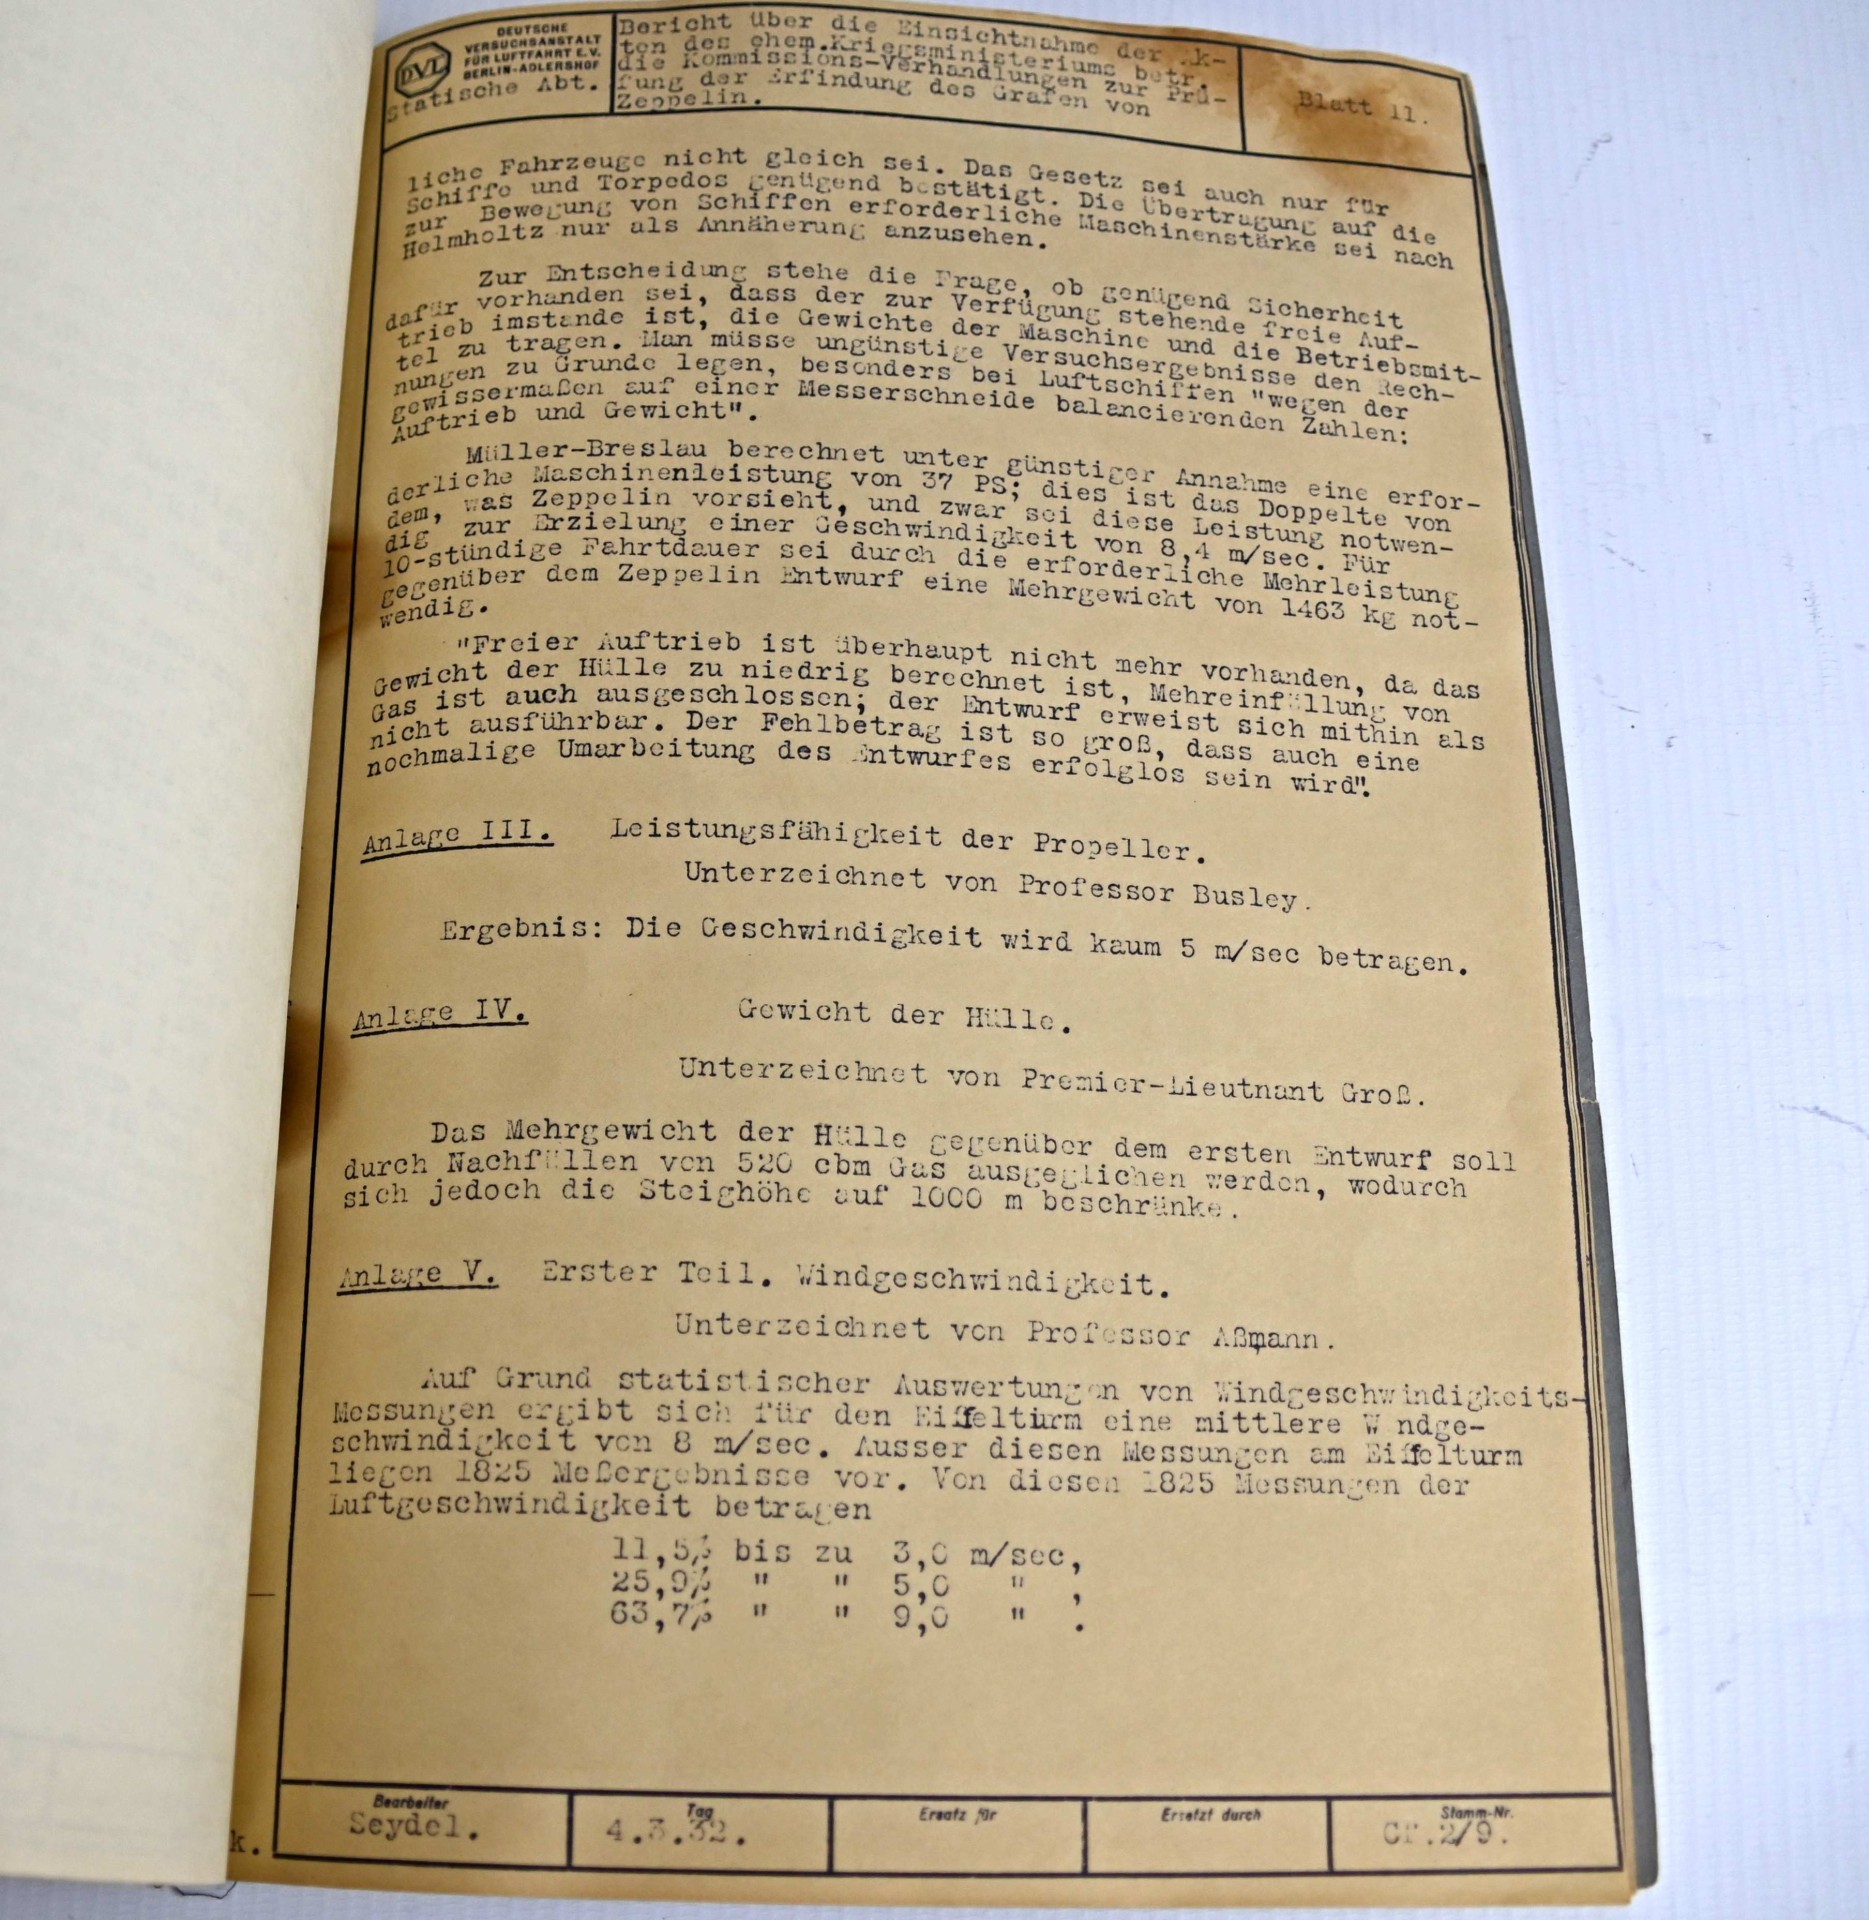 DEUTSCHE
VERSUCHSANSTALT
FÜR LUFTFAHRT E.V.
BERLIN-ADLERSHOF
DVL
Statische Abt.
Bericht über die Einsichtnahme der Ak-
ten des ehem.Kriegsministeriums betr.
die Kommissions-Verhandlungen zur Prü-
fung der Erfindung des Grafen von
Zeppelin.
Blatt 11.
liche Fahrzeuge nicht gleich sei. Das Gesetz sei auch nur für
Schiffe und Torpedos genügend bestätigt. Die Übertragung auf die
zur Bewegung von Schiffen erforderliche Maschinenstärke sei nach
Helmholtz nur als Annäherung anzusehen.
Zur Entscheidung stehe die Frage, ob genügend Sicherheit
dafür vorhanden sei, dass der zur Verfügung stehende freie Auf-
trieb imstande ist, die Gewichte der Maschine und die Betriebsmit-
tel zu tragen. Man müsse ungünstige Versuchsergebnisse den Rech-
nungen zu Grunde legen, besonders bei Luftschiffen "wegen der
gewissermaßen auf einer Messerschneide balancierenden Zahlen:
Auftrieb und Gewicht".
Müller-Breslau berechnet unter günstiger Annahme eine erfor-
derliche Maschinenleistung von 37 PS; dies ist das Doppelte von
dem, was Zeppelin vorsieht, und zwar sei diese Leistung notwen-
dig zur Erzielung einer Geschwindigkeit von 8,4 m/sec. Für
10-stündige Fahrtdauer sei durch die erforderliche Mehrleistung
gegenüber dem Zeppelin Entwurf eine Mehrgewicht von 1463 kg not-
wendig.
"Freier Auftrieb ist überhaupt nicht mehr vorhanden, da das
Gewicht der Hülle zu niedrig berechnet ist, Mehreinfüllung von
Gas ist auch ausgeschlossen; der Entwurf erweist sich mithin als
nicht ausführbar. Der Fehlbetrag ist so groß, dass auch eine
nochmalige Umarbeitung des Entwurfes erfolglos sein wird".
Anlage III. Leistungsfähigkeit der Propeller.
Unterzeichnet von Professor Busley.
Ergebnis: Die Geschwindigkeit wird kaum 5 m/sec betragen.
Anlage IV. Gewicht der Hülle.
Unterzeichnet von Premier-Lieutnant Groß.
Das Mehrgewicht der Hülle gegenüber dem ersten Entwurf soll
durch Nachfüllen von 520 cbm Gas ausgeglichen werden, wodurch
sich jedoch die Steighöhe auf 1000 m beschränke.
Anlage V. Erster Teil. Windgeschwindigkeit.
Unterzeichnet von Professor Aßmann.
Auf Grund statistischer Auswertungen von Windgeschwindigkeits-
Messungen ergibt sich für den Eiffelturm eine mittlere Windge-
schwindigkeit von 8 m/sec. Ausser diesen Messungen am Eiffelturm
liegen 1825 Meßergebnisse vor. Von diesen 1825 Messungen der
Luftgeschwindigkeit betragen
11,5% bis zu 3,0 m/sec,
25,9% " " 5,0 " ,
63,7% " " 9,0 " .
Bearbeiter
Seydel.
Tag
4.3.32.
Ersatz für
Ersetzt durch
Stamm-Nr.
Cf.2/9.
k.